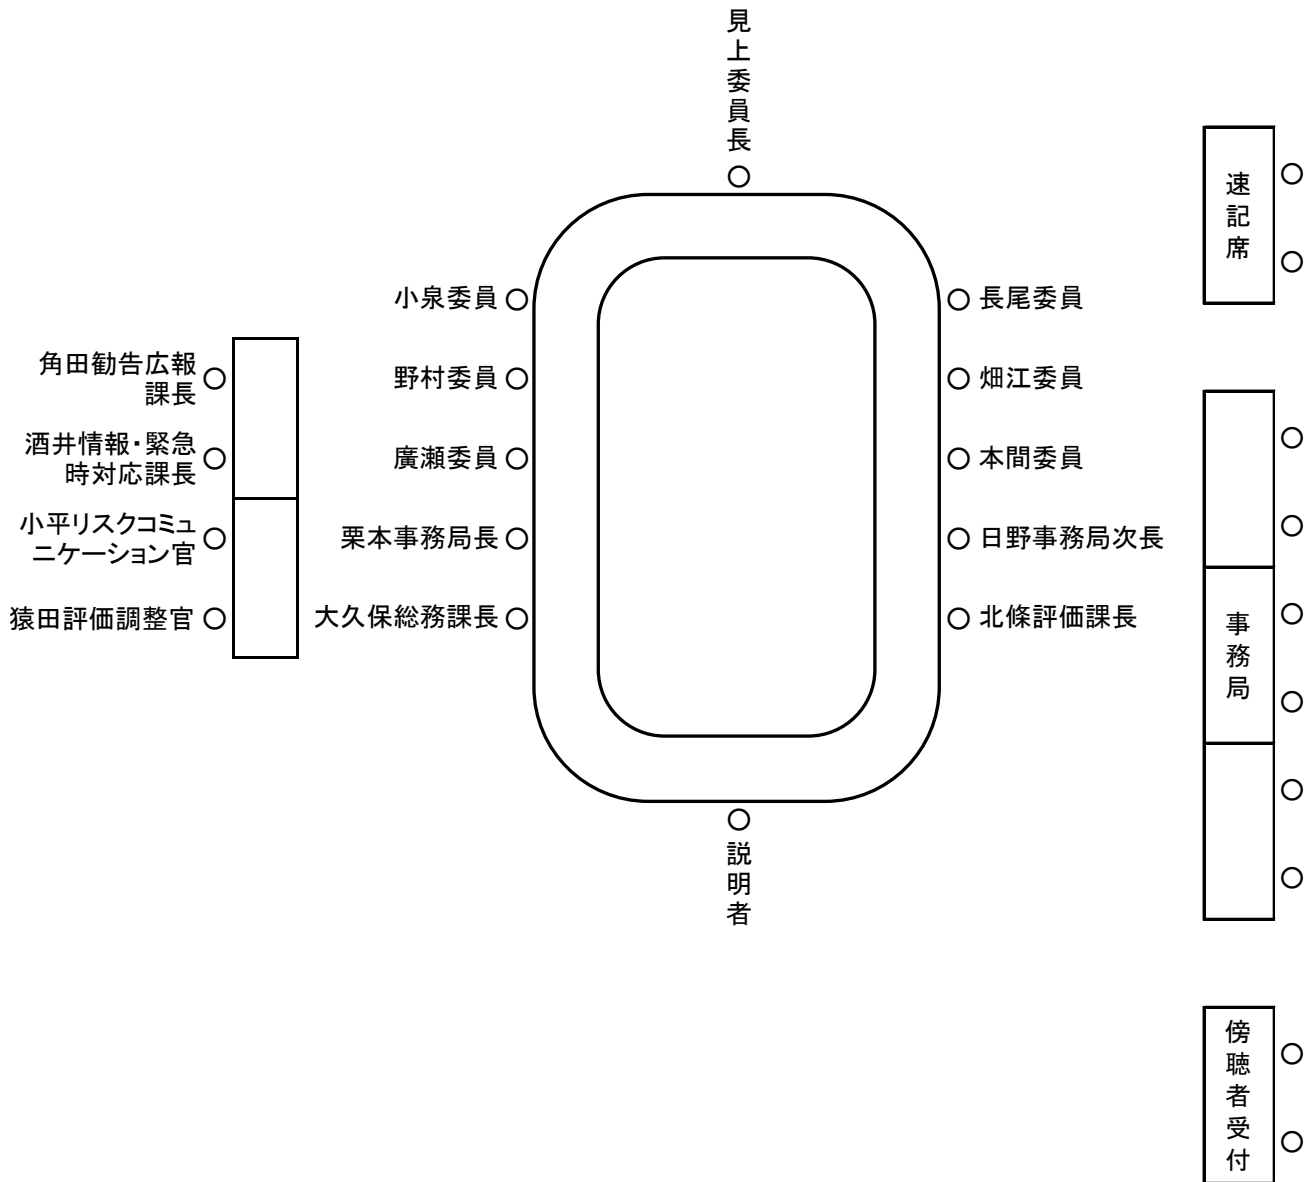 見上委員長
速記席
小泉委員
長尾委員
角田勧告広報
課長
野村委員
畑江委員
酒井情報・緊急
時対応課長
廣瀬委員
本間委員
小平リスクコミュ
ニケーション官
栗本事務局長
日野事務局次長
猿田評価調整官
大久保総務課長
北條評価課長
事務局
説明者
傍聴者受付